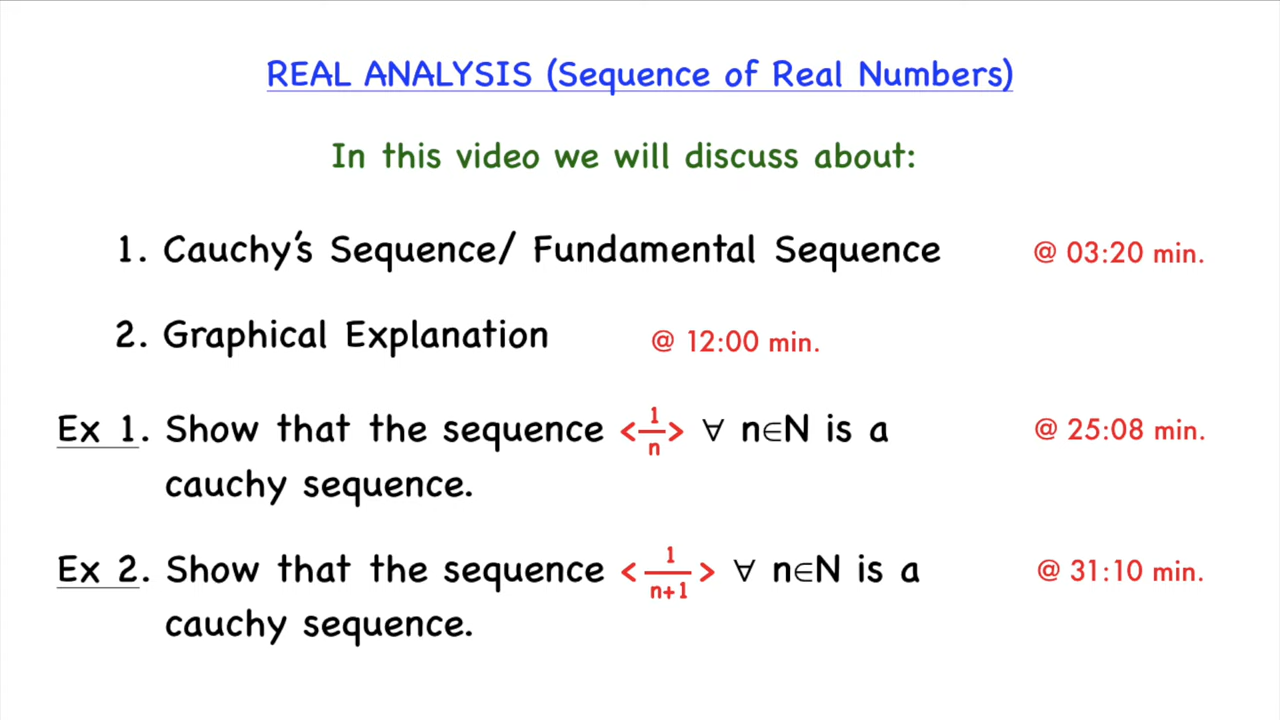 REAL ANALYSIS (Sequence of Real Numbers)
In this video we will discuss about:
1. Cauchy's Sequence/ Fundamental Sequence @ 03:20 min.
2. Graphical Explanation @ 12:00 min.
Ex 1. Show that the sequence <1/n> ∀ n∈N is a @ 25:08 min.
cauchy sequence.
Ex 2. Show that the sequence <1/n+1> ∀ n∈N is a @ 31:10 min.
cauchy sequence.